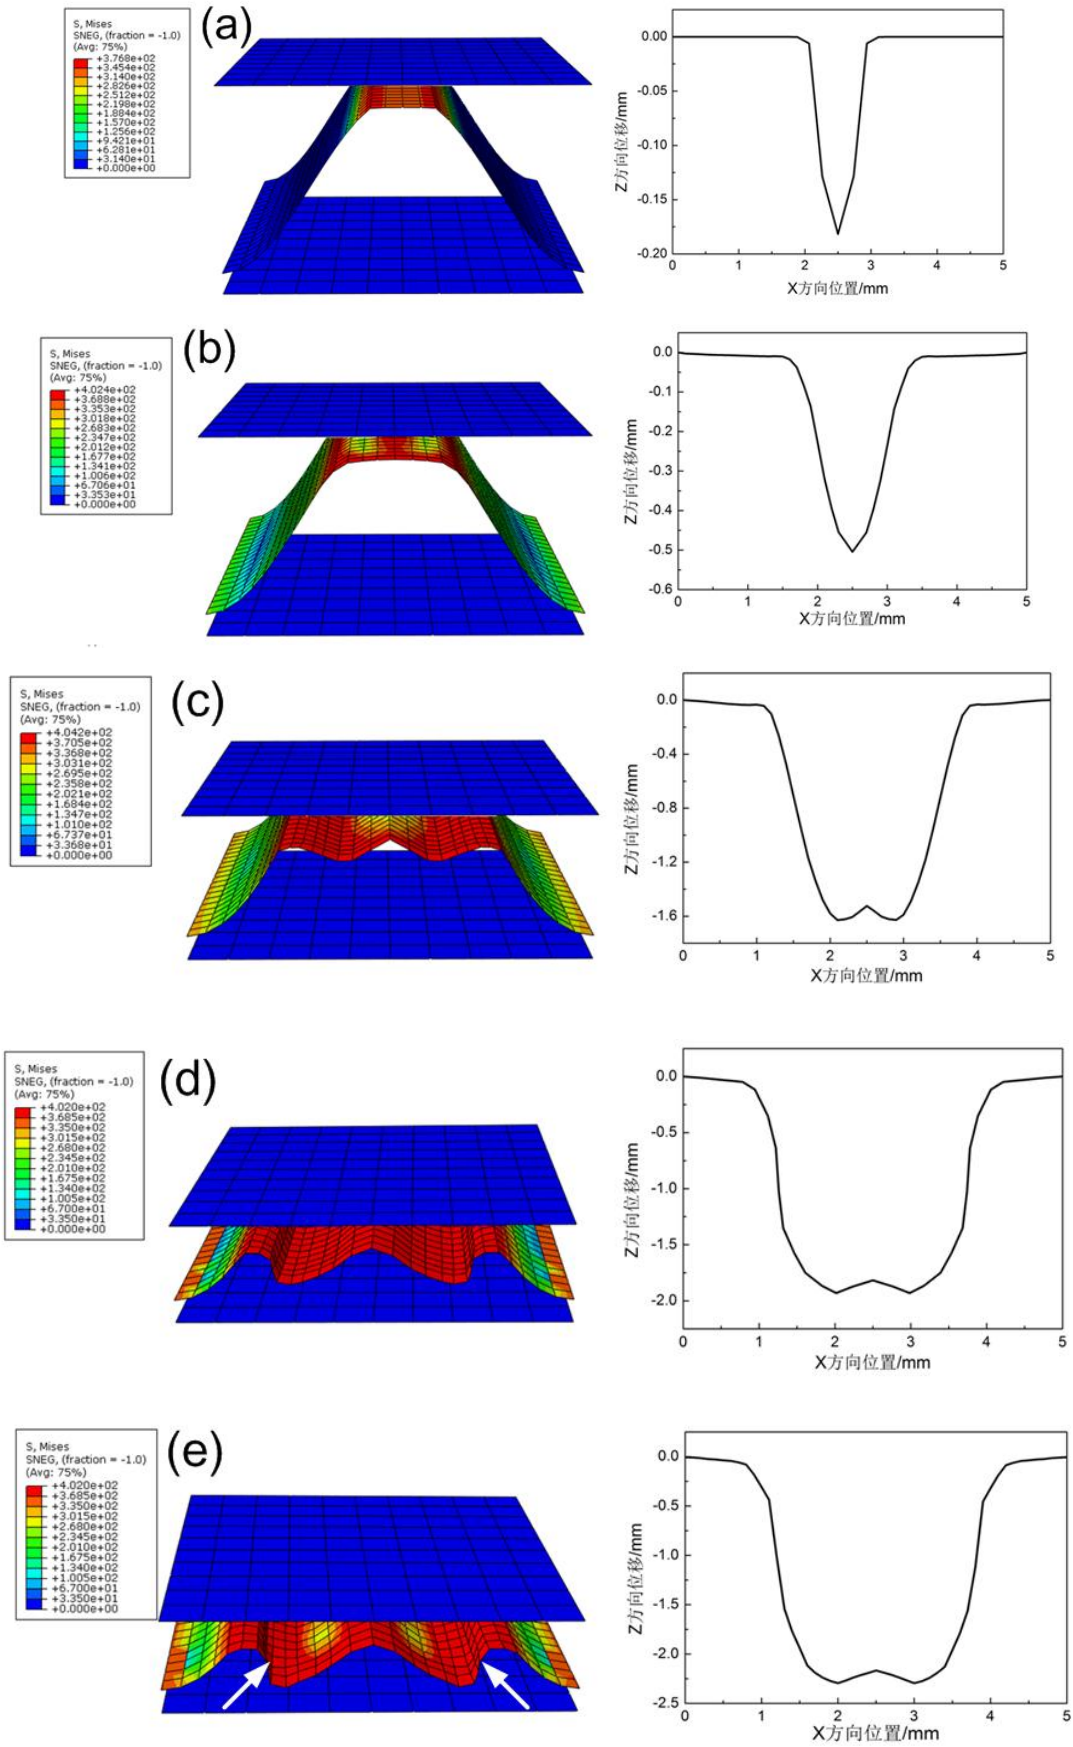 (a)
S, Mises
SNEG, (fraction = -1.0)
(Avg: 75%)
+3.768e+02
+3.454e+02
+3.140e+02
+2.826e+02
+2.512e+02
+2.198e+02
+1.884e+02
+1.570e+02
+1.256e+02
+9.421e+01
+6.281e+01
+3.140e+01
+0.000e+00
Z方向位移/mm
0.00
-0.05
-0.10
-0.15
-0.20
0 1 2 3 4 5
X方向位置/mm
(b)
S, Mises
SNEG, (fraction = -1.0)
(Avg: 75%)
+4.024e+02
+3.688e+02
+3.353e+02
+3.018e+02
+2.683e+02
+2.347e+02
+2.012e+02
+1.677e+02
+1.341e+02
+1.006e+02
+6.706e+01
+3.353e+01
+0.000e+00
Z方向位移/mm
0.0
-0.1
-0.2
-0.3
-0.4
-0.5
-0.6
0 1 2 3 4 5
X方向位置/mm
(c)
S, Mises
SNEG, (fraction = -1.0)
(Avg: 75%)
+4.042e+02
+3.705e+02
+3.368e+02
+3.031e+02
+2.695e+02
+2.358e+02
+2.021e+02
+1.684e+02
+1.347e+02
+1.010e+02
+6.737e+01
+3.368e+01
+0.000e+00
Z方向位移/mm
0.0
-0.4
-0.8
-1.2
-1.6
0 1 2 3 4 5
X方向位置/mm
(d)
S, Mises
SNEG, (fraction = -1.0)
(Avg: 75%)
+4.020e+02
+3.685e+02
+3.350e+02
+3.015e+02
+2.680e+02
+2.345e+02
+2.010e+02
+1.675e+02
+1.340e+02
+1.005e+02
+6.700e+01
+3.350e+01
+0.000e+00
Z方向位移/mm
0.0
-0.5
-1.0
-1.5
-2.0
0 1 2 3 4 5
X方向位置/mm
(e)
S, Mises
SNEG, (fraction = -1.0)
(Avg: 75%)
+4.020e+02
+3.685e+02
+3.350e+02
+3.015e+02
+2.680e+02
+2.345e+02
+2.010e+02
+1.675e+02
+1.340e+02
+1.005e+02
+6.700e+01
+3.350e+01
+0.000e+00
Z方向位移/mm
0.0
-0.5
-1.0
-1.5
-2.0
-2.5
0 1 2 3 4 5
X方向位置/mm